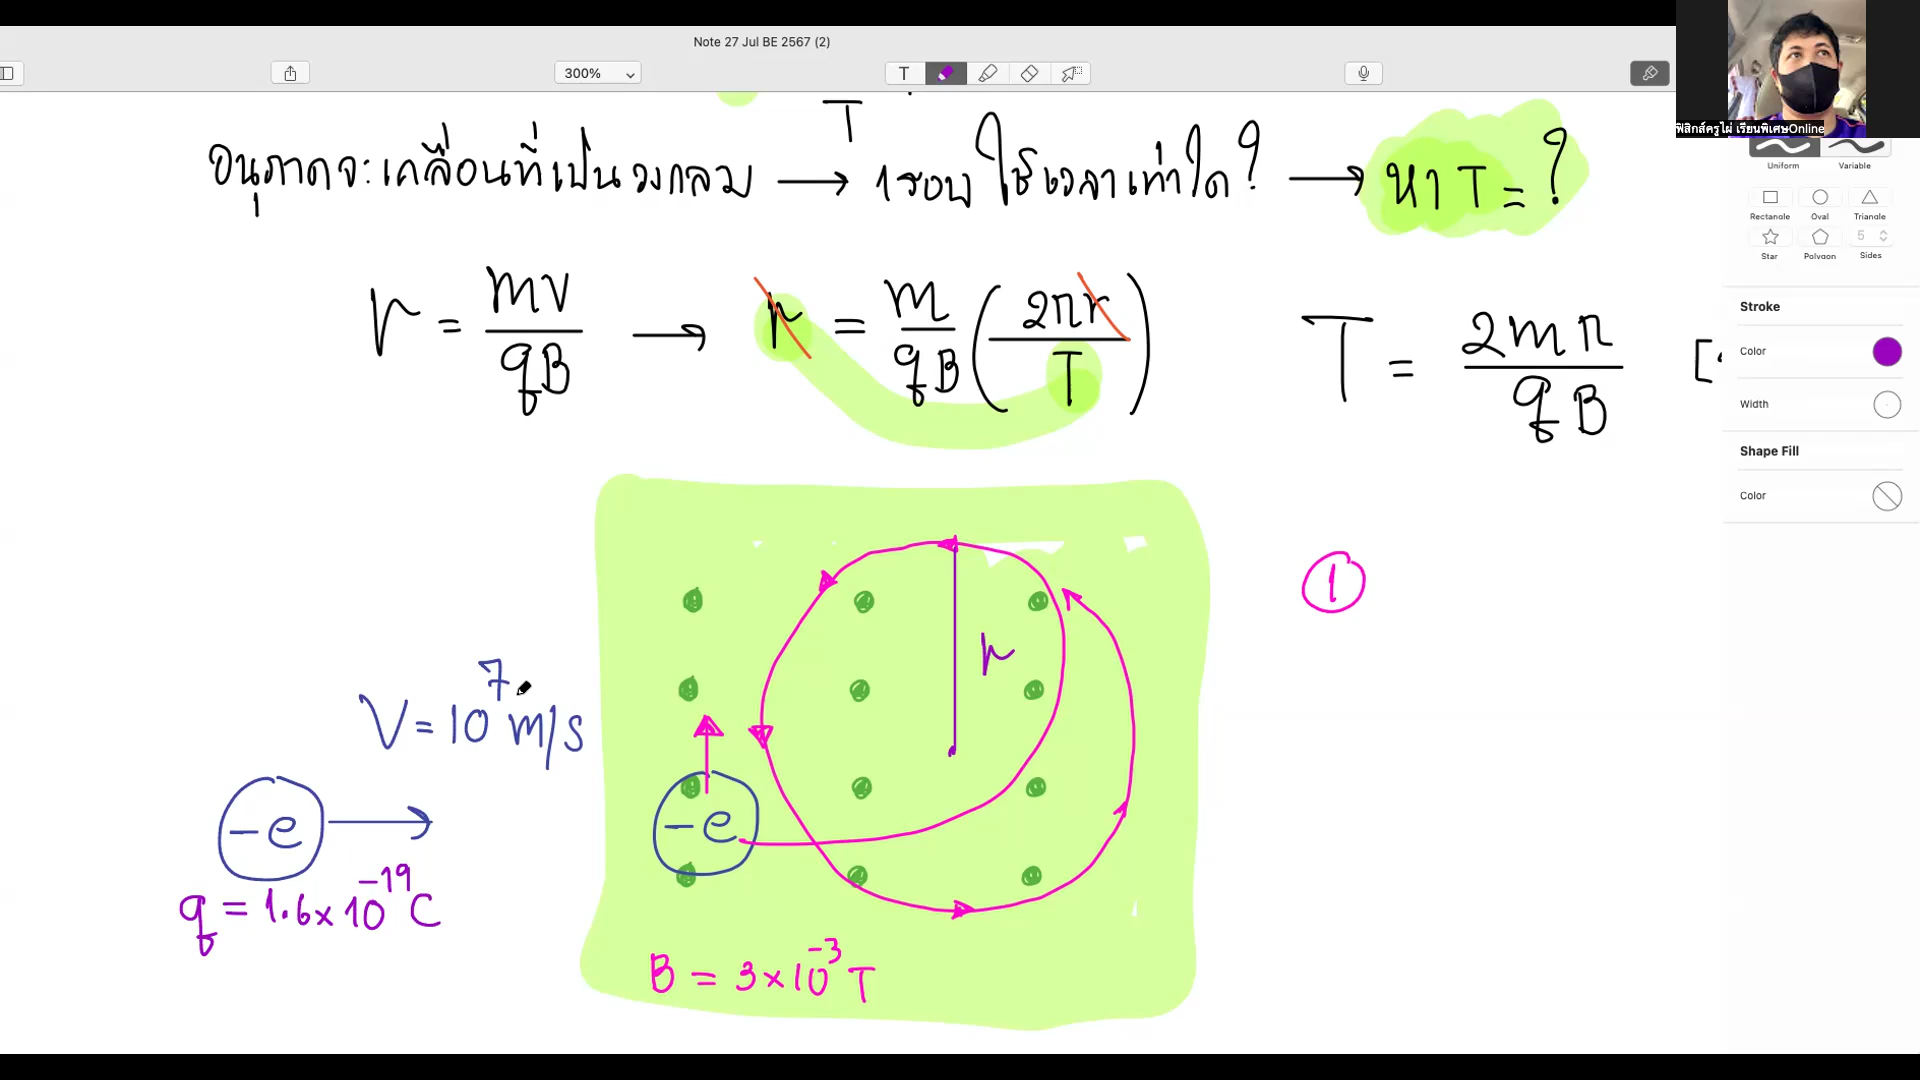 Note 27 Jul BE 2567 (2)
300%
T
ฟิสิกส์ครูไผ่ เรียนพิเศษOnline
Uniform Variable
Rectangle Oval Triangle
5
Star Polygon Sides
Stroke
Color
Width
Shape Fill
Color
T
อนุภาคจะเคลื่อนที่เป็นวงกลม → 1 รอบ ใช้เวลาเท่าใด? → หา T = ?
r = mv/qB → r = m/qB (2πr/T) T = 2mπ/qB [
1
r
V = 10^7 m/s
-e → -e
q = 1.6×10^-19 C
B = 3×10^-3 T